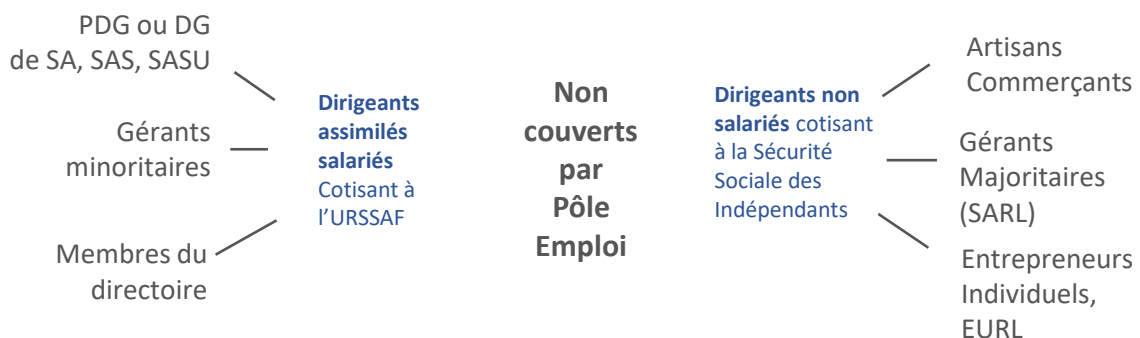 PDG ou DG
de SA, SAS, SASU
Gérants
minoritaires
Membres du
directoire
Dirigeants
assimilés
salariés
Cotisant à
l’URSSAF
Non
couverts
par
Pôle
Emploi
Dirigeants non
salariés cotisant
à la Sécurité
Sociale des
Indépendants
Artisans
Commerçants
Gérants
Majoritaires
(SARL)
Entrepreneurs
Individuels,
EURL